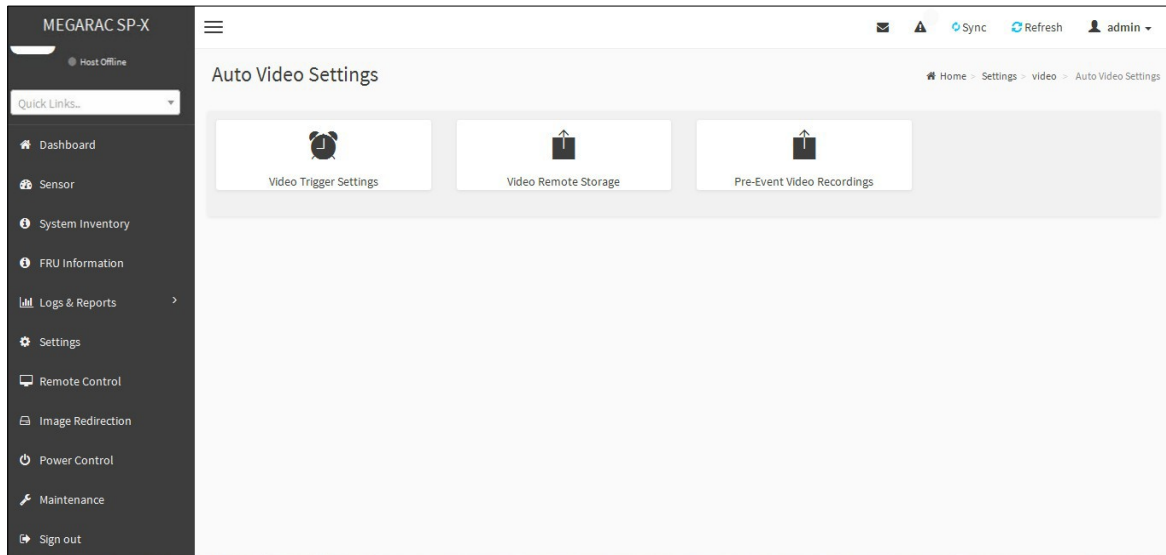 MEGARAC SP-X
Host Offline
Quick Links..
Dashboard
Sensor
System Inventory
FRU Information
Logs & Reports
Settings
Remote Control
Image Redirection
Power Control
Maintenance
Sign out
Sync
Refresh
admin
Auto Video Settings
Home > Settings > video > Auto Video Settings
Video Trigger Settings
Video Remote Storage
Pre-Event Video Recordings